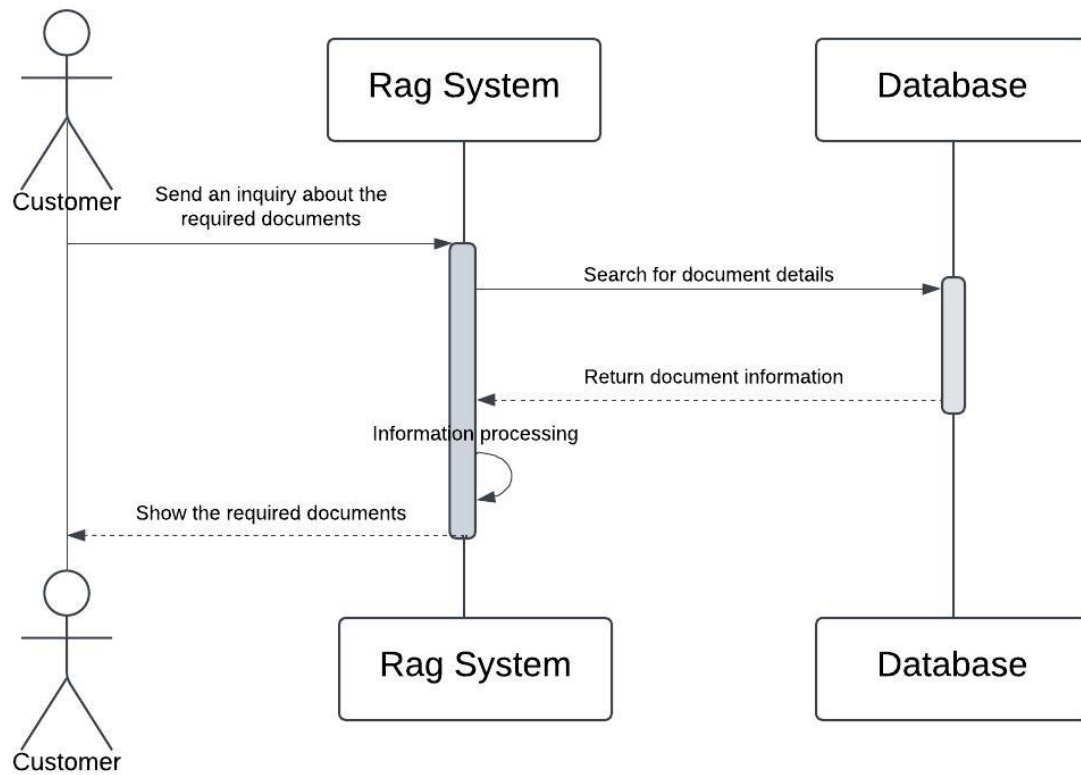 Rag System
Database
Customer
Send an inquiry about the
required documents
Search for document details
Return document information
Information processing
Show the required documents
Rag System
Database
Customer